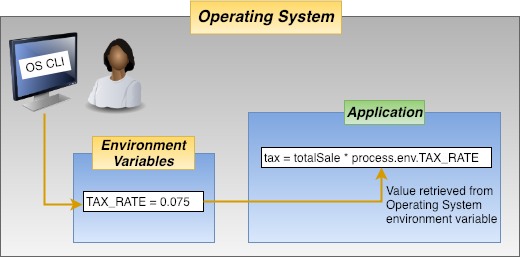 Operating System
OS CLI
Environment
Variables
TAX_RATE = 0.075
Application
tax = totalSale * process.env.TAX_RATE
Value retrieved from
Operating System
environment variable